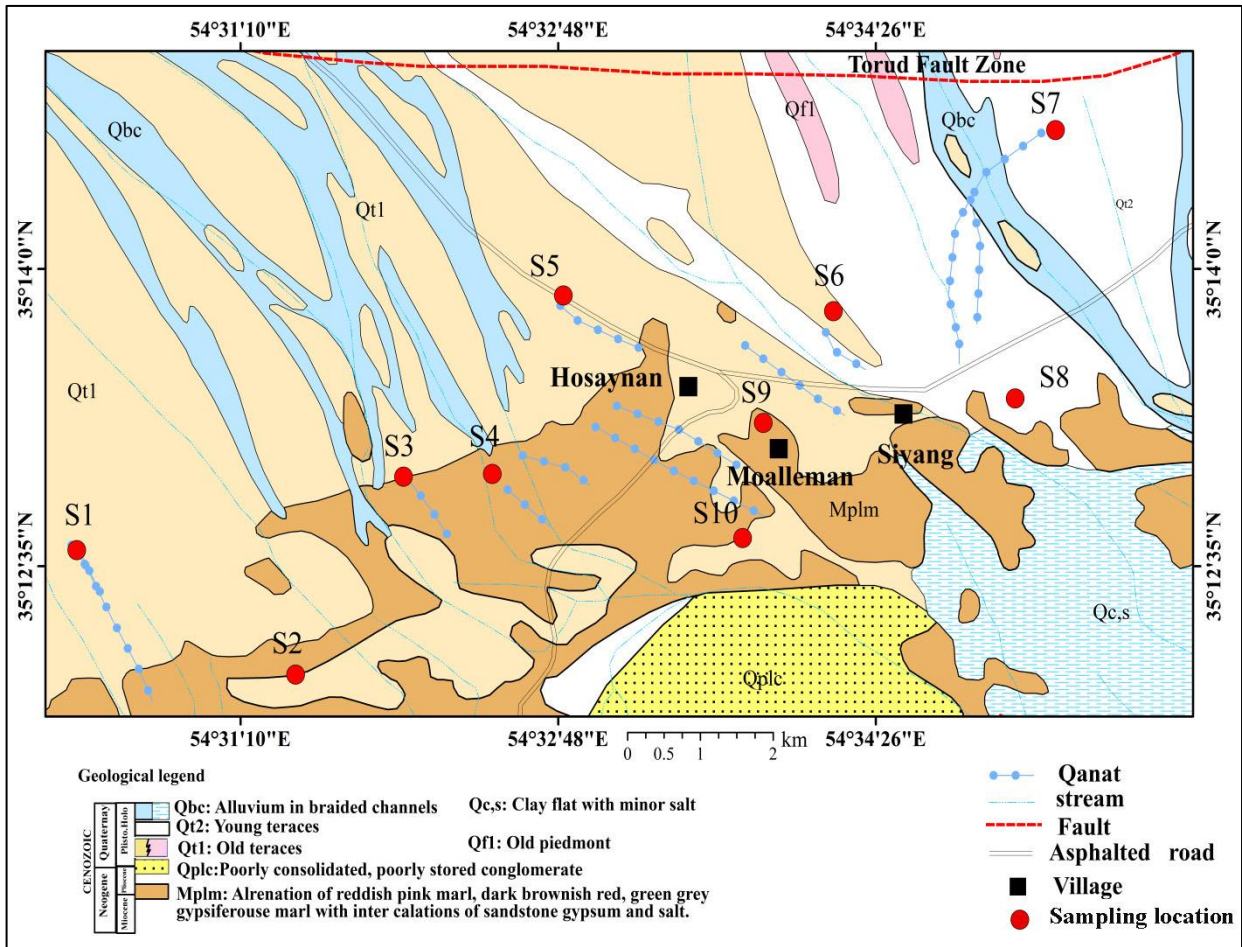 54°31'10"E 54°32'48"E 54°34'26"E
Torud Fault Zone
Qbc
Qf1
Qbc
S7
Qt1
Qt2
35°14'0"N
35°14'0"N
S5
S6
Qt1
Hosaynan
S9
S8
S3
S4
Siyang
Moalleman
S1
S10
Mplm
35°12'35"N
35°12'35"N
Qc,s
S2
Qplc
54°31'10"E 54°32'48"E 54°34'26"E
0 0.5 1 2 km
Geological legend
CENOZOIC
Quaternay
Neogene
Plisto.Holo
Pliocene
Miocene
Qbc: Alluvium in braided channels
Qc,s: Clay flat with minor salt
Qt2: Young teraces
Qt1: Old teraces
Qf1: Old piedmont
Qplc:Poorly consolidated, poorly stored conglomerate
Mplm: Alrenation of reddish pink marl, dark brownish red, green grey
gypsiferouse marl with inter calations of sandstone gypsum and salt.
Qanat
stream
Fault
Asphalted road
Village
Sampling location